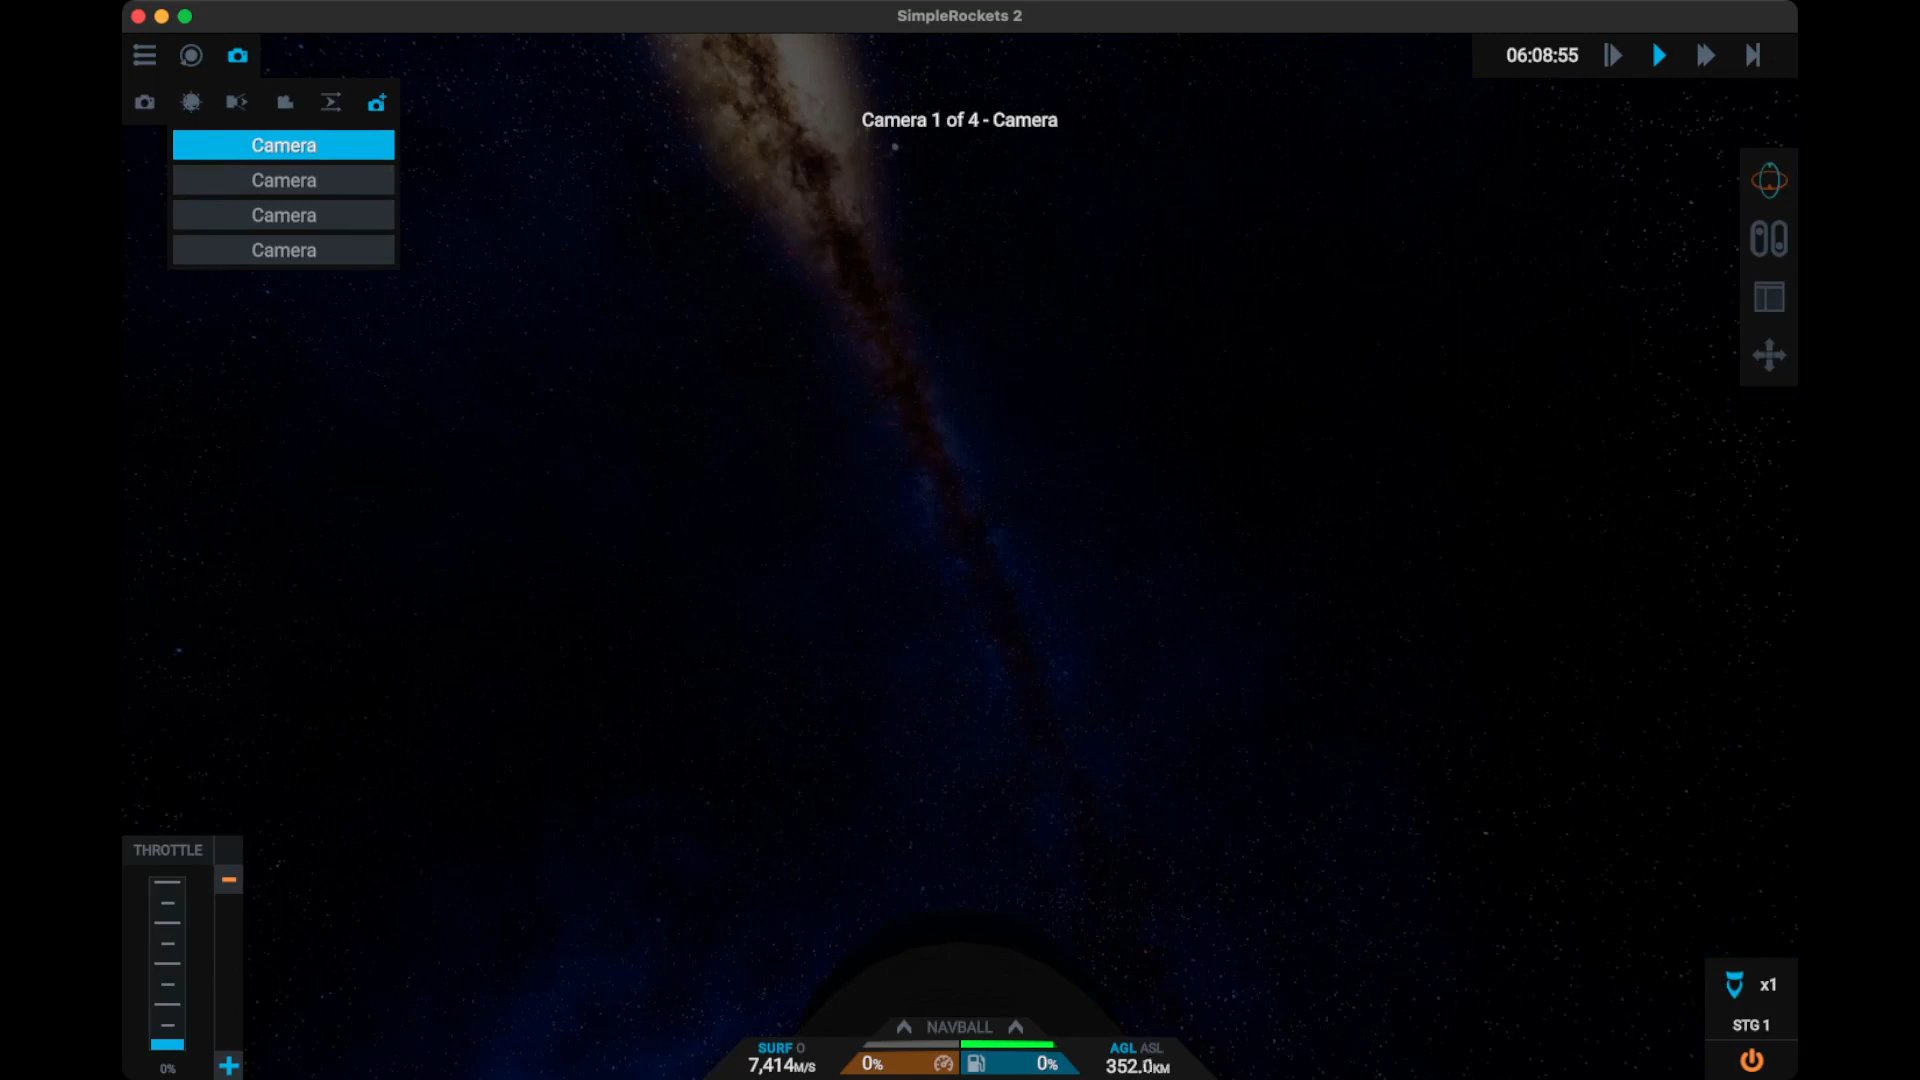 SimpleRockets 2
06:08:55
Camera 1 of 4 - Camera
Camera
Camera
Camera
Camera
THROTTLE
0%
NAVBALL
SURF O
7,414M/S
0%
0%
AGL ASL
352.0KM
x1
STG 1